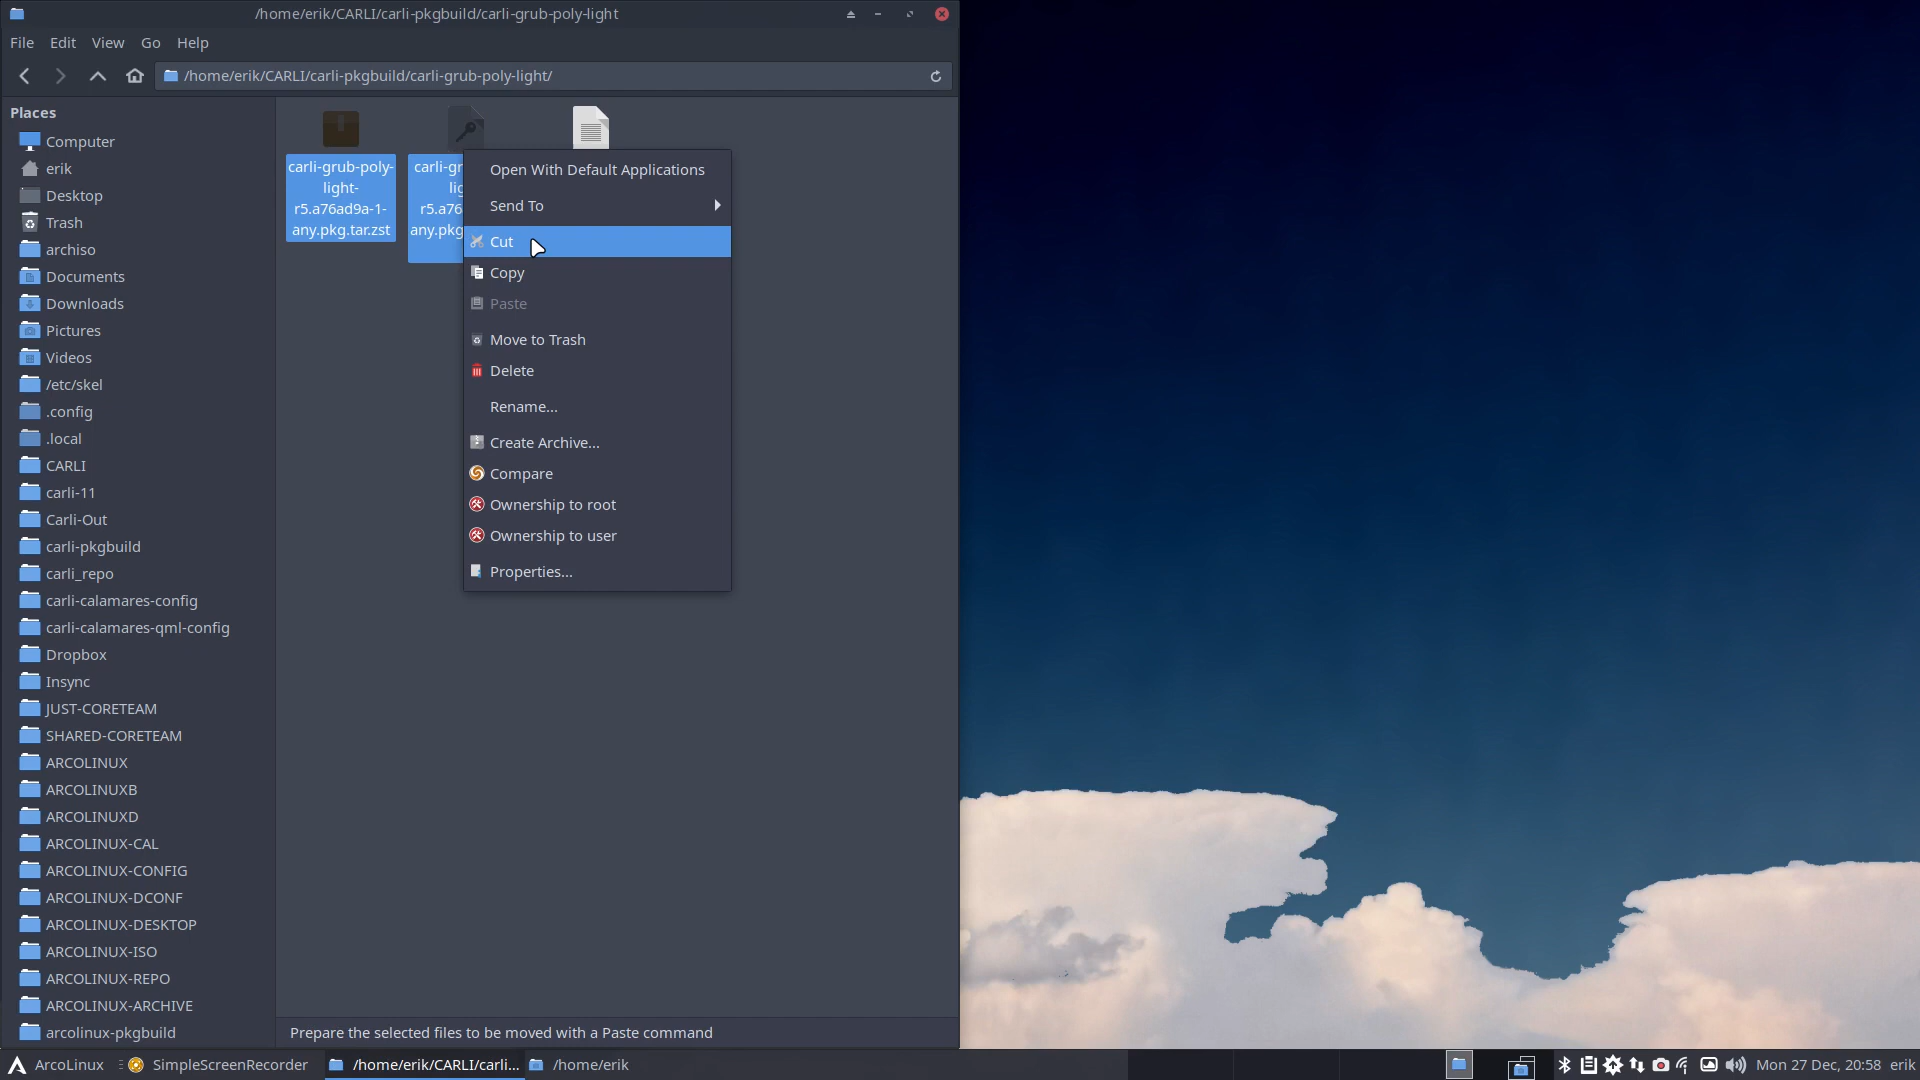 /home/erik/CARLI/carli-pkgbuild/carli-grub-poly-light
File Edit View Go Help
/home/erik/CARLI/carli-pkgbuild/carli-grub-poly-light/
Places
Computer
erik
Desktop
Trash
archiso
Documents
Downloads
Pictures
Videos
/etc/skel
.config
.local
CARLI
carli-11
Carli-Out
carli-pkgbuild
carli_repo
carli-calamares-config
carli-calamares-qml-config
Dropbox
Insync
JUST-CORETEAM
SHARED-CORETEAM
ARCOLINUX
ARCOLINUXB
ARCOLINUXD
ARCOLINUX-CAL
ARCOLINUX-CONFIG
ARCOLINUX-DCONF
ARCOLINUX-DESKTOP
ARCOLINUX-ISO
ARCOLINUX-REPO
ARCOLINUX-ARCHIVE
arcolinux-pkgbuild
carli-grub-poly-
light-
r5.a76ad9a-1-
any.pkg.tar.zst
carli-gr
lig
r5.a76
any.pkg
Open With Default Applications
Send To
Cut
Copy
Paste
Move to Trash
Delete
Rename...
Create Archive...
Compare
Ownership to root
Ownership to user
Properties...
Prepare the selected files to be moved with a Paste command
ArcoLinux SimpleScreenRecorder /home/erik/CARLI/carli... /home/erik Mon 27 Dec, 20:58 erik